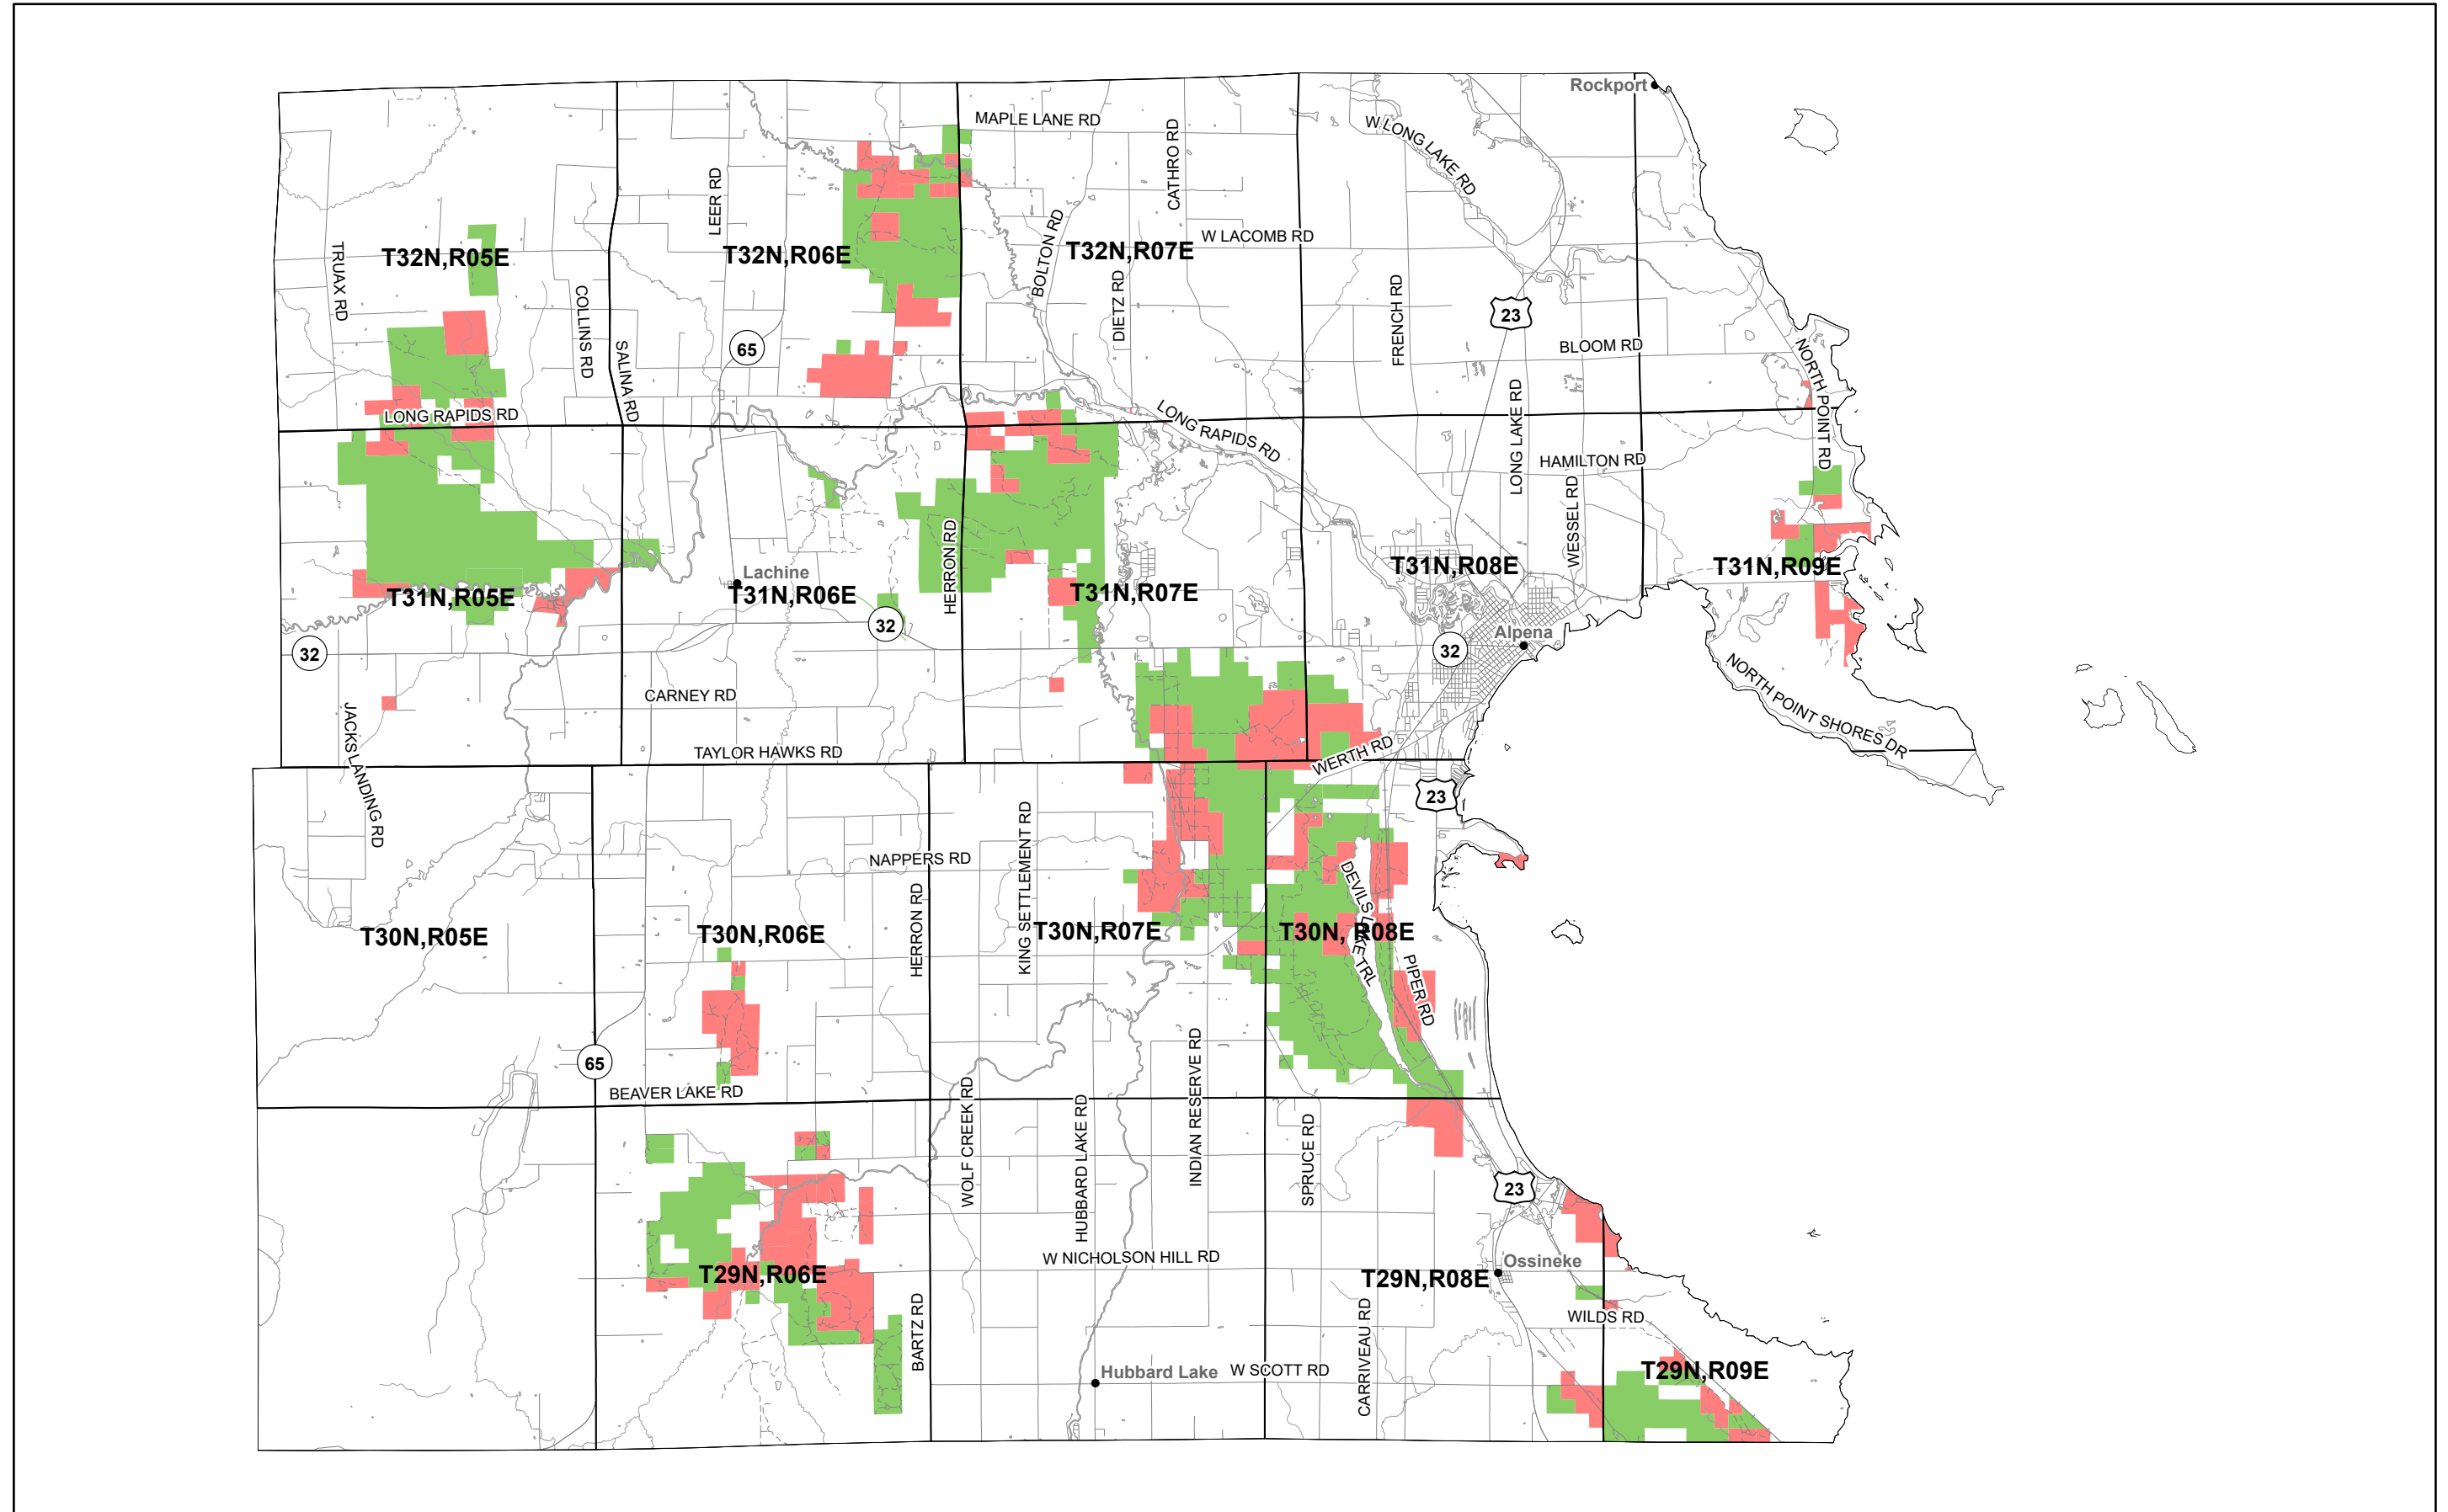 Rockport
MAPLE LANE RD
W LONG LAKE RD
CATHRO RD
LEER RD
BOLTON RD
W LACOMB RD
TRUAX RD
T32N,R05E
T32N,R06E
T32N,R07E
COLLINS RD
DIETZ RD
FRENCH RD
23
SALINA RD
65
BLOOM RD
NORTH POINT RD
LONG RAPIDS RD
LONG RAPIDS RD
LONG LAKE RD
HAMILTON RD
WESSEL RD
HERRON RD
Lachine
T31N,R05E
T31N,R06E
T31N,R07E
T31N,R08E
T31N,R09E
32
32
32
Alpena
CARNEY RD
NORTH POINT SHORES DR
JACKS LANDING RD
TAYLOR HAWKS RD
WERTH RD
23
KING SETTLEMENT RD
NAPPERS RD
HERRON RD
DEVILS LAKE TRL
T30N,R05E
T30N,R06E
T30N,R07E
T30N, R08E
PIPER RD
65
BEAVER LAKE RD
WOLF CREEK RD
HUBBARD LAKE RD
INDIAN RESERVE RD
SPRUCE RD
23
W NICHOLSON HILL RD
Ossineke
T29N,R06E
T29N,R08E
WILDS RD
BARTZ RD
CARRIVEAU RD
Hubbard Lake
W SCOTT RD
T29N,R09E